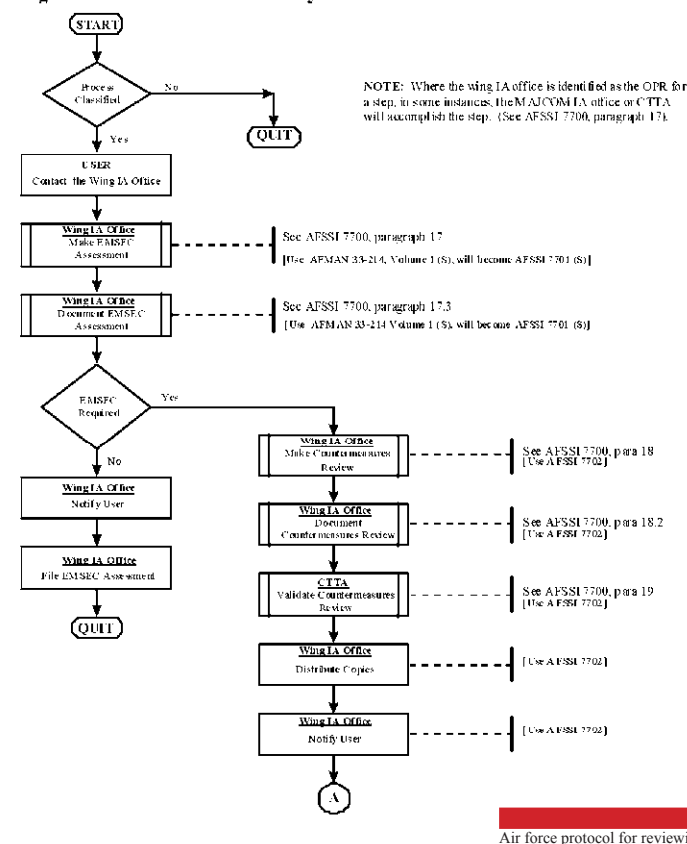 START
Process
Classified
No
QUIT
Yes
NOTE: Where the wing IA office is identified as the OPR for
a step, in some instances, the MAJCOM IA office or CTTA
will accomplish the step. (See AFSSI 7700, paragraph 17).
USER
Contact the Wing IA Office
Wing IA Office
Make EMSEC
Assessment
See AFSSI 7700, paragraph 17
[Use AFMAN 33-214, Volume 1 (S), will become AFSSI 7701 (S)]
Wing IA Office
Document EMSEC
Assessment
See AFSSI 7700, paragraph 17.3
[Use AFMAN 33-214 Volume 1 (S), will become AFSSI 7701 (S)]
EMSEC
Required
Yes
No
Wing IA Office
Notify User
Wing IA Office
File EMSEC Assessment
QUIT
Wing IA Office
Make Countermeasures
Review
See AFSSI 7700, para 18
[Use AFSSI 7702]
Wing IA Office
Document
Countermeasures Review
See AFSSI 7700, para 18.2
[Use AFSSI 7702]
CTTA
Validate Countermeasures
Review
See AFSSI 7700, para 19
[Use AFSSI 7702]
Wing IA Office
Distribute Copies
[Use AFSSI 7702]
Wing IA Office
Notify User
[Use AFSSI 7702]
A
Air force protocol for reviewi